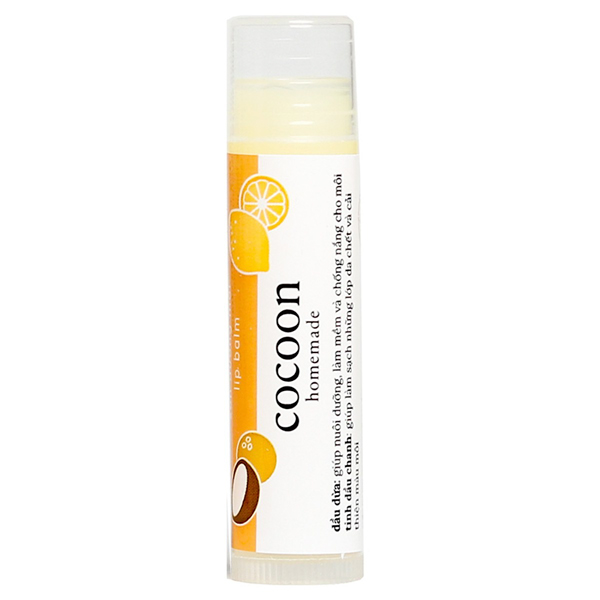 lip balm
cocoon
homemade
dầu dừa: giúp nuôi dưỡng, làm mềm và chống nắng cho môi
tinh dầu chanh: giúp làm sạch những lớp da chết và cải
thiện màu môi